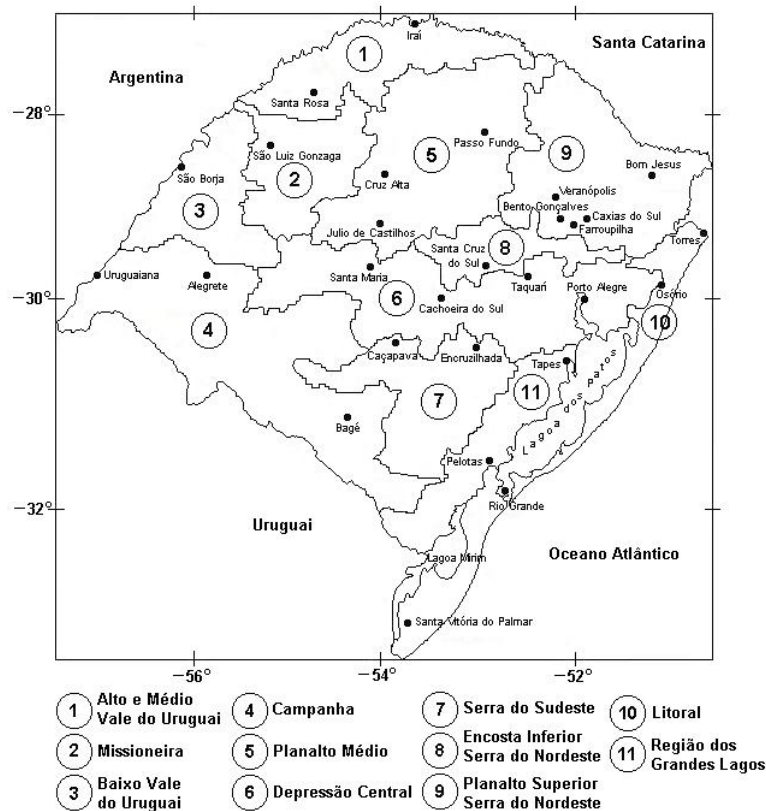 Iraí
Santa Catarina
1
Argentina
Santa Rosa
−28°
Passo Fundo
São Luiz Gonzaga
5
9
Bom Jesus
São Borja
2
Cruz Alta
Veranópolis
Bento Gonçalves
3
Caxias do Sul
Farroupilha
Julio de Castilhos
Torres
Santa Cruz
do Sul
8
Uruguaiana
Alegrete
Santa Maria
Taquari
Porto Alegre
Osório
−30°
6
Cachoeira do Sul
4
10
Caçapava
Encruzilhada
Tapes
7
11
Lagoa dos Patos
Bagé
Pelotas
−32°
Rio Grande
Uruguai
Oceano Atlântico
Lagoa Mirim
Santa Vitória do Palmar
−56°
−54°
−52°
1 Alto e Médio
Vale do Uruguai
2 Missioneira
3 Baixo Vale
do Uruguai
4 Campanha
5 Planalto Médio
6 Depressão Central
7 Serra do Sudeste
8 Encosta Inferior
Serra do Nordeste
9 Planalto Superior
Serra do Nordeste
10 Litoral
11 Região dos
Grandes Lagos